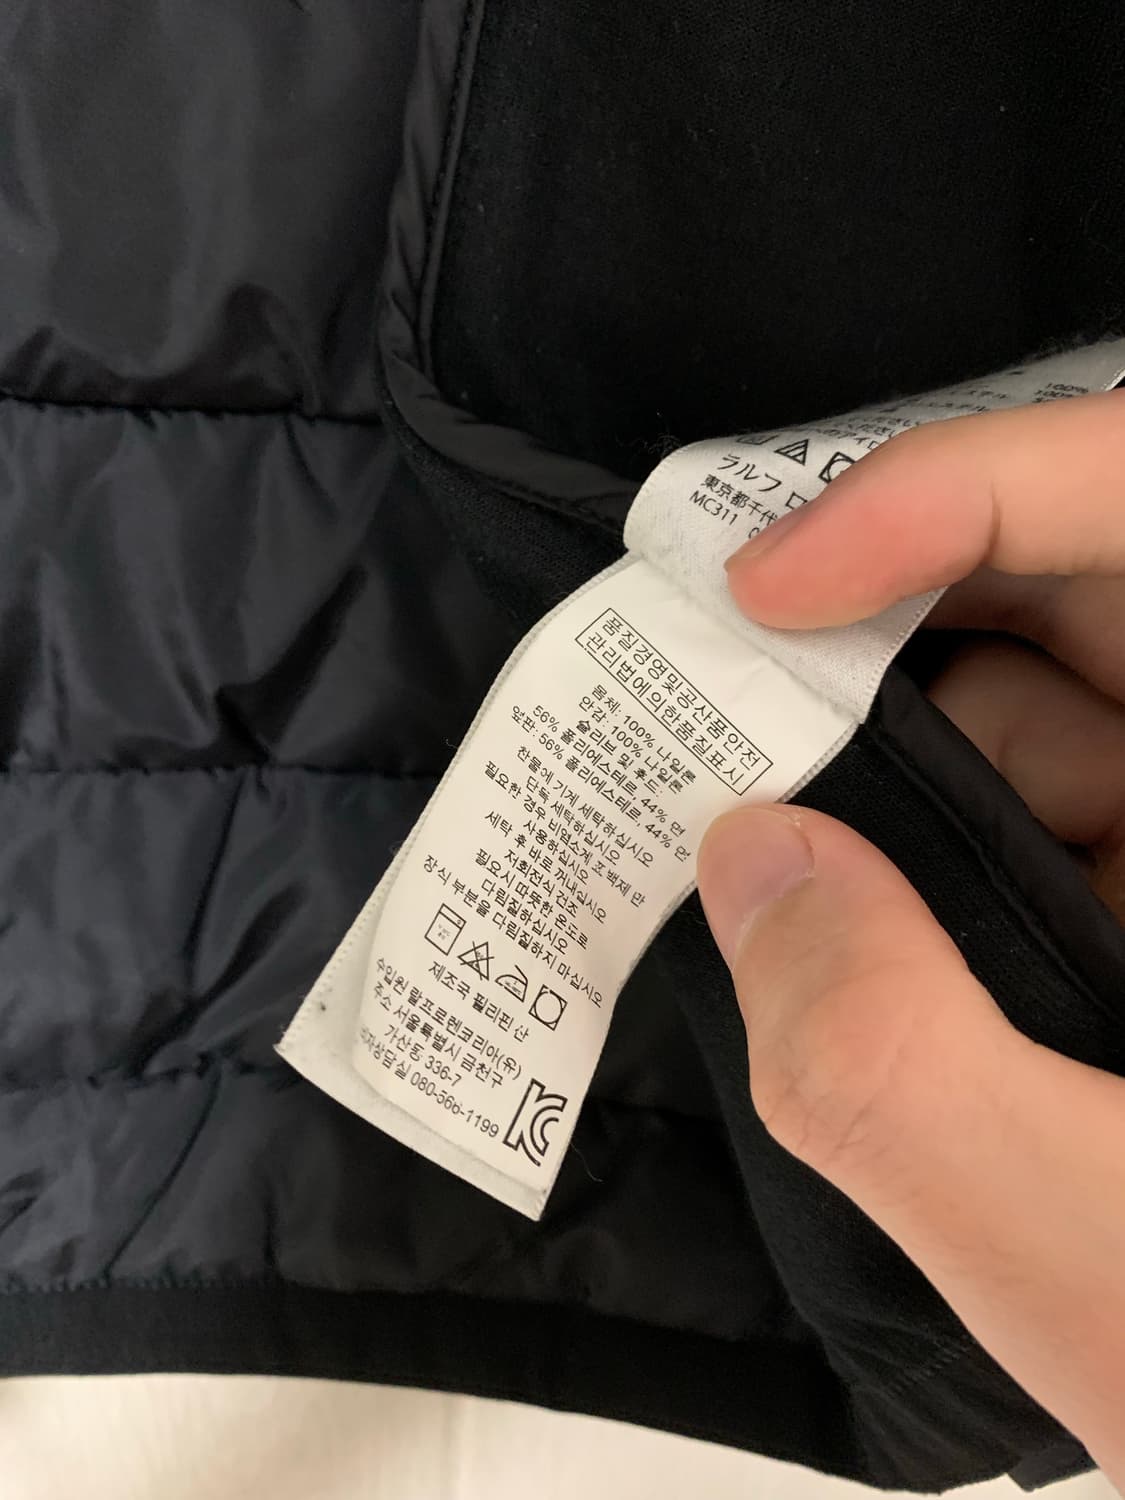 100%
100%
ラルフ
東京都千代
MC311
품질경영및공산품안전
관리법에의한품질표시
몸체: 100% 나일론
안감: 100% 나일론
슬리브 및 후드:
56% 폴리에스테르, 44% 면
앞판: 56% 폴리에스테르, 44% 면
찬물에 기계 세탁하십시오
단독 세탁하십시오
필요한 경우 비염소계 표백제 만
사용하십시오
세탁 후 바로 꺼내십시오
저회전식 건조
필요시 따뜻한 온도로
다림질하십시오
장식 부분을 다림질하지 마십시오
제조국 필리핀 산
수입원 랄프로렌코리아(유)
주소 서울특별시 금천구
가산동 336-7
상담실 080-566-1199
KC